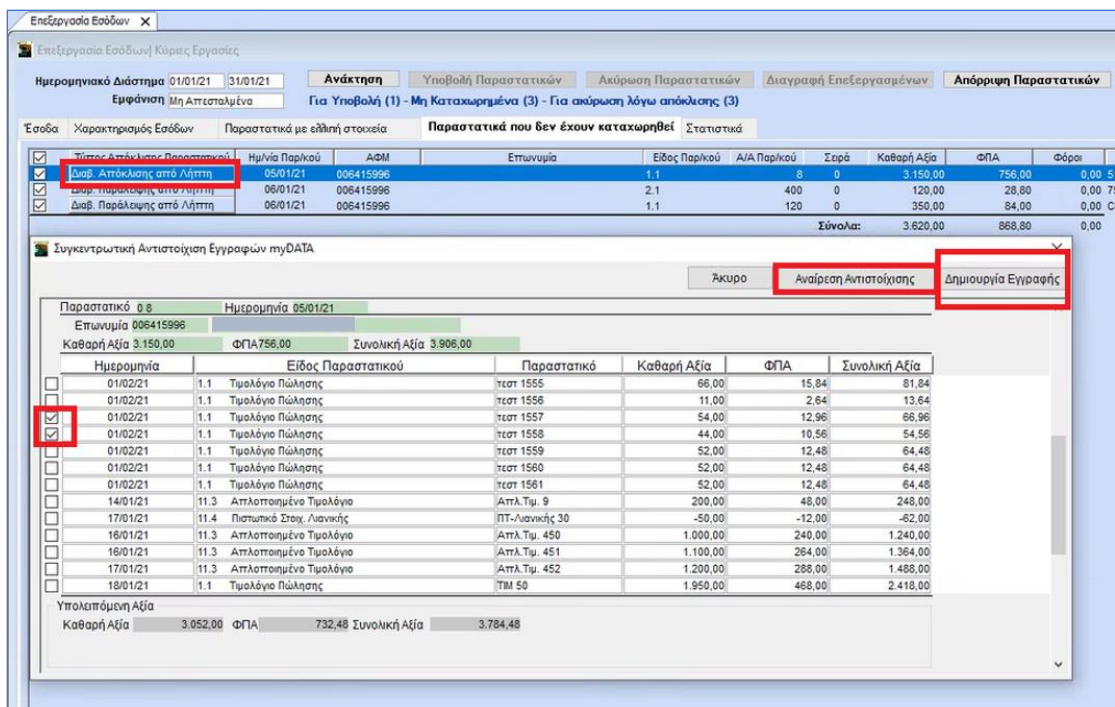 Επεξεργασία Εσόδων X
Επεξεργασία Εσόδων| Κύριες Εργασίες
Ημερομηνιακό Διάστημα 01/01/21 31/01/21 Ανάκτηση Υποβολή Παραστατικών Ακύρωση Παραστατικών Διαγραφή Επεξεργασμένων Απόρριψη Παραστατικών
Εμφάνιση Μη Απεσταλμένα Για Υποβολή (1) - Μη Καταχωρημένα (3) - Για ακύρωση λόγω απόκλισης (3)
Έσοδα Χαρακτηρισμός Εσόδων Παραστατικά με ελλιπή στοιχεία Παραστατικά που δεν έχουν καταχωρηθεί Στατιστικά
Τύπος Απόκλισης Παραστατικού Ημ/νία Παρ/κού ΑΦΜ Επωνυμία Είδος Παρ/κού Α/Α Παρ/κού Σειρά Καθαρή Αξία ΦΠΑ Φόροι
Διαβ. Απόκλισης από Λήπτη 05/01/21 006415996 1.1 8 0 3.150,00 756,00 0,00
Διαβ. Παράλειψης από Λήπτη 06/01/21 006415996 2.1 400 0 120,00 28,80 0,00
Διαβ. Παράλειψης από Λήπτη 06/01/21 006415996 1.1 120 0 350,00 84,00 0,00
Σύνολα: 3.620,00 868,80 0,00
Συγκεντρωτική Αντιστοίχιση Εγγραφών myDATA
Άκυρο Αναίρεση Αντιστοίχισης Δημιουργία Εγγραφής
Παραστατικό 0 8 Ημερομηνία 05/01/21
Επωνυμία 006415996
Καθαρή Αξία 3.150,00 ΦΠΑ 756,00 Συνολική Αξία 3.906,00
Ημερομηνία Είδος Παραστατικού Παραστατικό Καθαρή Αξία ΦΠΑ Συνολική Αξία
01/02/21 1.1 Τιμολόγιο Πώλησης τεστ 1555 66,00 15,84 81,84
01/02/21 1.1 Τιμολόγιο Πώλησης τεστ 1556 11,00 2,64 13,64
01/02/21 1.1 Τιμολόγιο Πώλησης τεστ 1557 54,00 12,96 66,96
01/02/21 1.1 Τιμολόγιο Πώλησης τεστ 1558 44,00 10,56 54,56
01/02/21 1.1 Τιμολόγιο Πώλησης τεστ 1559 52,00 12,48 64,48
01/02/21 1.1 Τιμολόγιο Πώλησης τεστ 1560 52,00 12,48 64,48
01/02/21 1.1 Τιμολόγιο Πώλησης τεστ 1561 52,00 12,48 64,48
14/01/21 11.3 Απλοποιημένο Τιμολόγιο Απλ.Τιμ. 9 200,00 48,00 248,00
17/01/21 11.4 Πιστωτικό Στοιχ. Λιανικής ΠΤ-Λιανικής 30 -50,00 -12,00 -62,00
16/01/21 11.3 Απλοποιημένο Τιμολόγιο Απλ.Τιμ. 450 1.000,00 240,00 1.240,00
16/01/21 11.3 Απλοποιημένο Τιμολόγιο Απλ.Τιμ. 451 1.100,00 264,00 1.364,00
17/01/21 11.3 Απλοποιημένο Τιμολόγιο Απλ.Τιμ. 452 1.200,00 288,00 1.488,00
18/01/21 1.1 Τιμολόγιο Πώλησης ΤΙΜ 50 1.950,00 468,00 2.418,00
Υπολειπόμενη Αξία
Καθαρή Αξία 3.052,00 ΦΠΑ 732,48 Συνολική Αξία 3.784,48